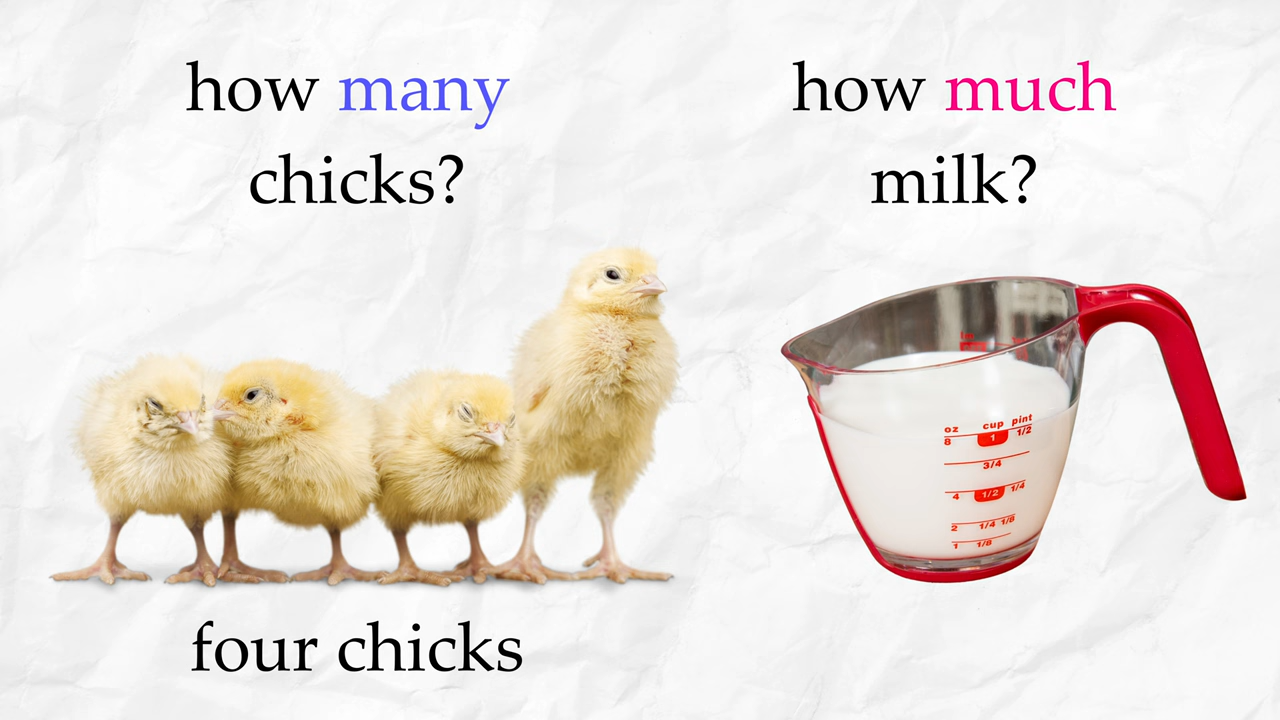 how many
chicks?
four chicks
how much
milk?
oz cup pint
8 1 1/2
3/4
4 1/2 1/4
2 1/4 1/8
1 1/8